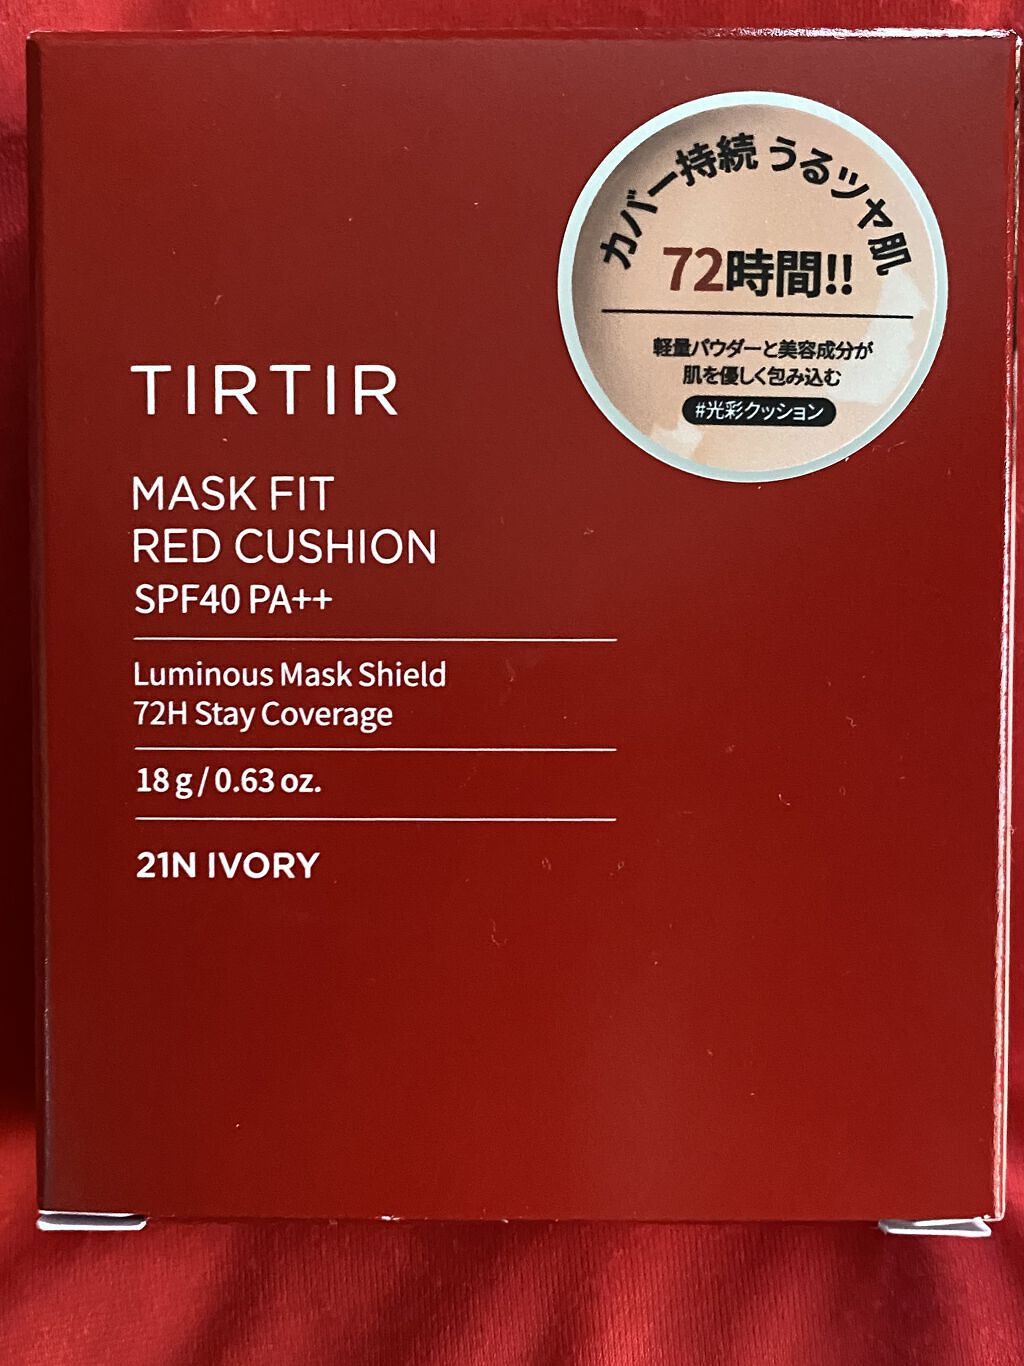 カバー持続 うるツヤ肌
72時間!!
軽量パウダーと美容成分が
肌を優しく包み込む
#光彩クッション
TIRTIR
MASK FIT
RED CUSHION
SPF40 PA++
Luminous Mask Shield
72H Stay Coverage
18 g / 0.63 oz.
21N IVORY